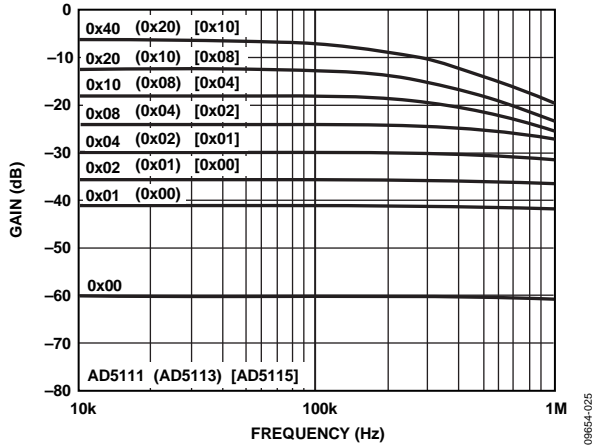 0
–10
–20
–30
–40
–50
–60
–70
–80
GAIN (dB)
0x40 (0x20) [0x10]
0x20 (0x10) [0x08]
0x10 (0x08) [0x04]
0x08 (0x04) [0x02]
0x04 (0x02) [0x01]
0x02 (0x01) [0x00]
0x01 (0x00)
0x00
AD5111 (AD5113) [AD5115]
10k 100k 1M
FREQUENCY (Hz)
09654-025